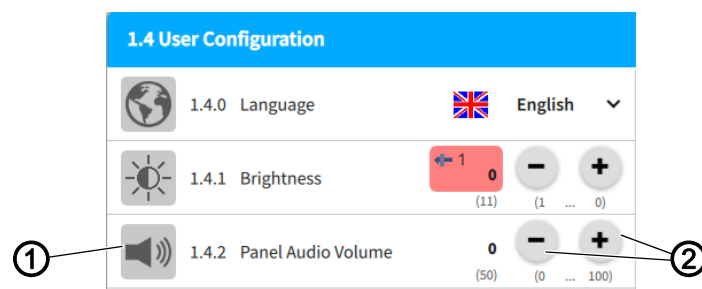 1.4 User Configuration
1.4.0 Language English
1.4.1 Brightness 1 0 − +
(11) (1 ... 0)
1 1.4.2 Panel Audio Volume 0 − + 2
(50) (0 ... 100)